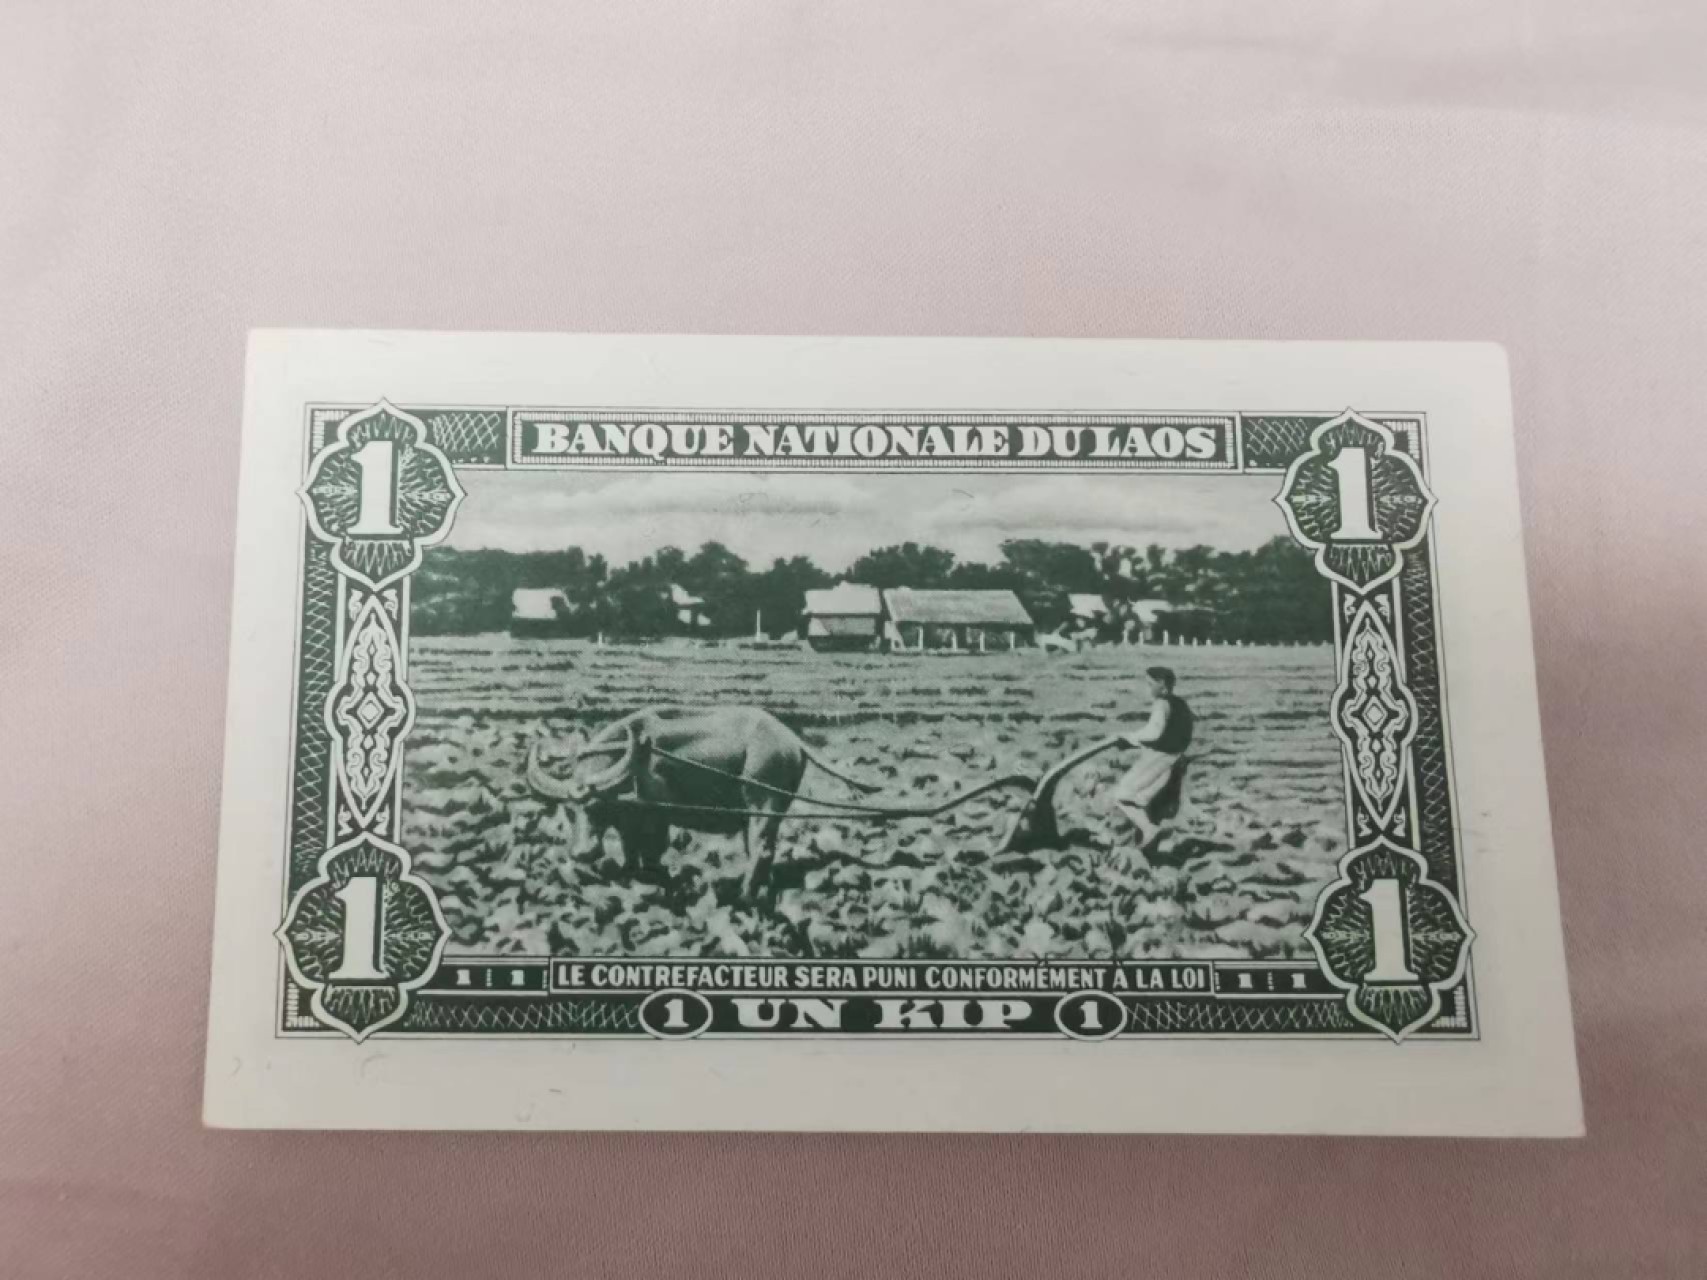 1 BANQUE NATIONALE DU LAOS 1
1 1 1 LE CONTREFACTEUR SERA PUNI CONFORMÉMENT À LA LOI 1 1 1
1 UN KIP 1